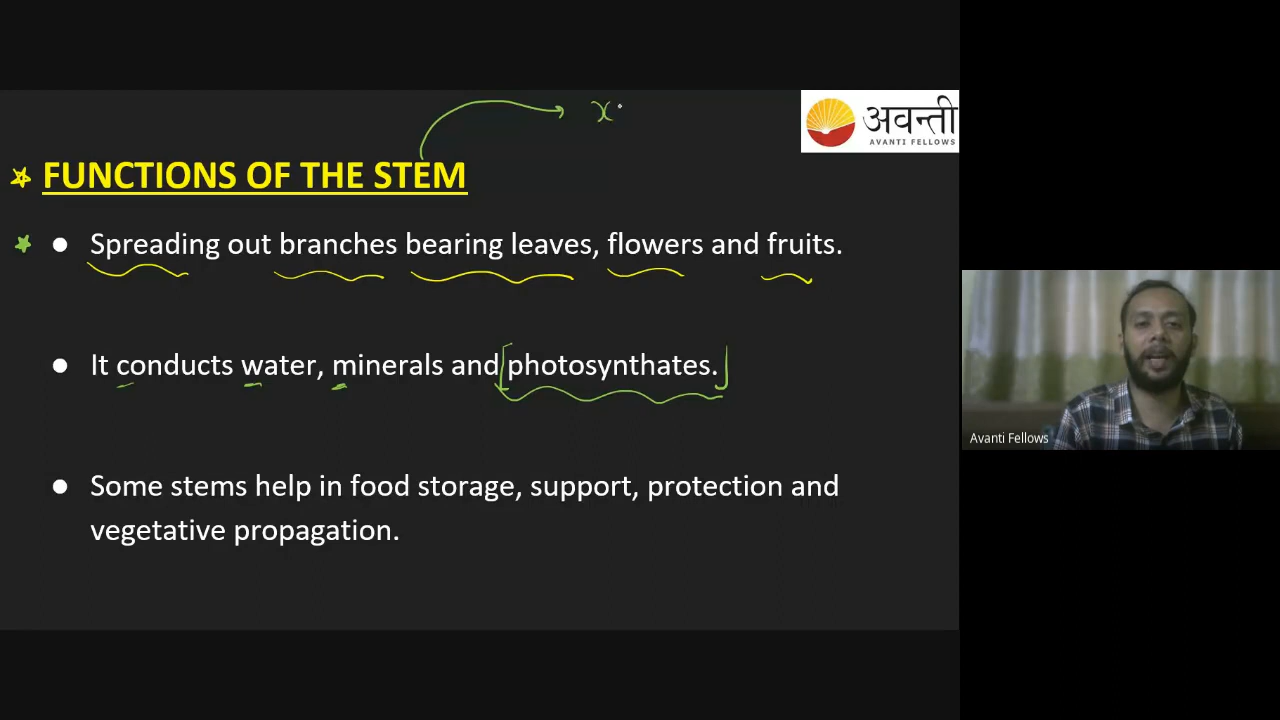 x
अवन्ती
AVANTI FELLOWS
FUNCTIONS OF THE STEM
● Spreading out branches bearing leaves, flowers and fruits.
● It conducts water, minerals and photosynthates.
● Some stems help in food storage, support, protection and
vegetative propagation.
Avanti Fellows